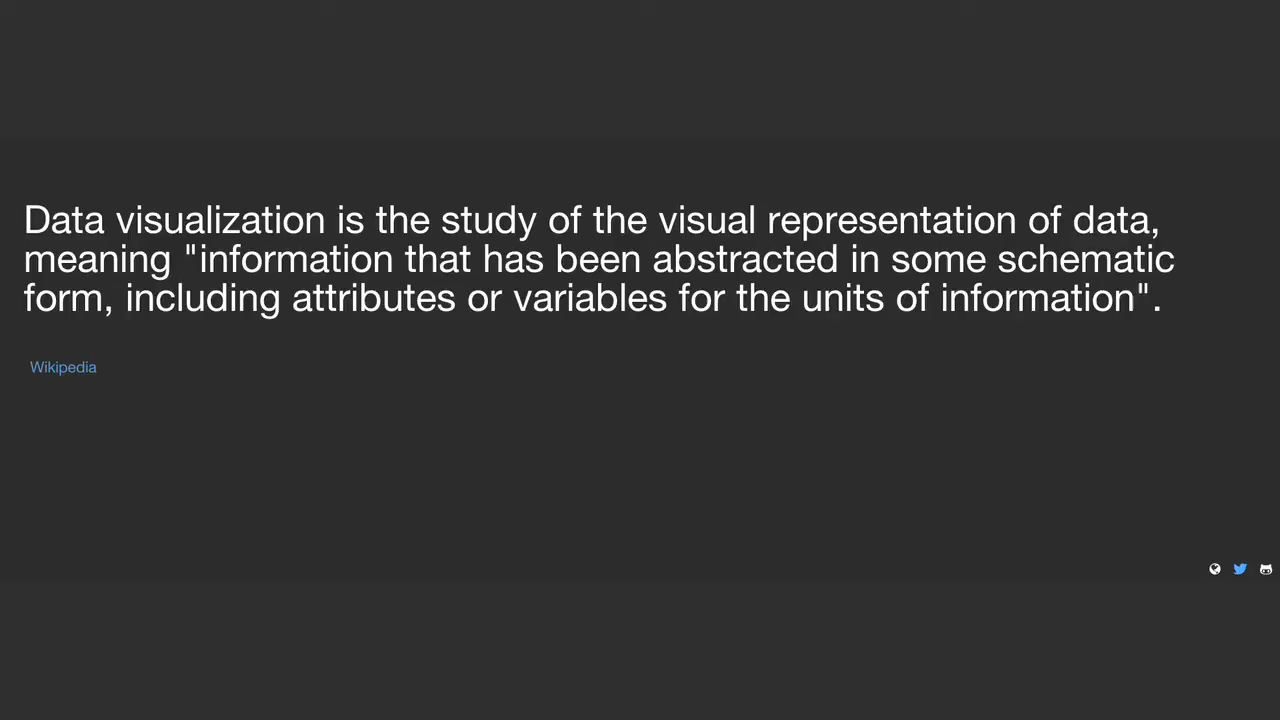 Data visualization is the study of the visual representation of data,
meaning "information that has been abstracted in some schematic
form, including attributes or variables for the units of information".
Wikipedia